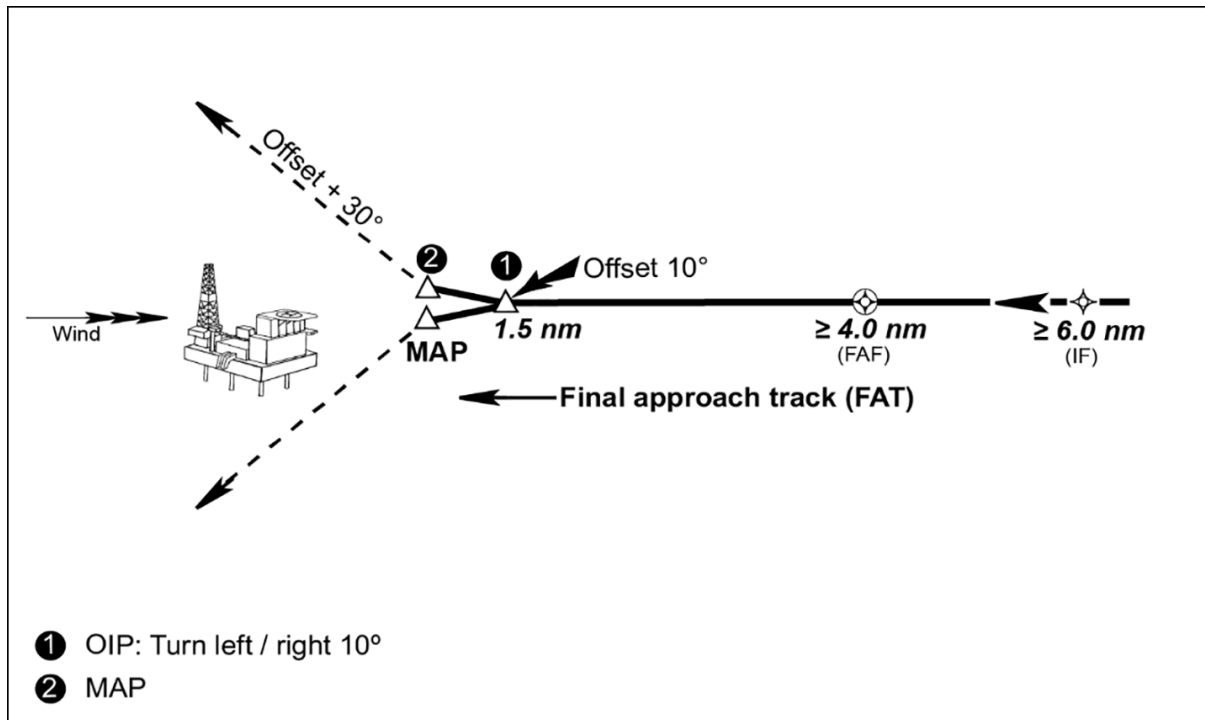 Offset + 30°
2
1
Offset 10°
Wind
MAP
1.5 nm
≥ 4.0 nm
(FAF)
≥ 6.0 nm
(IF)
Final approach track (FAT)
1 OIP: Turn left / right 10º
2 MAP